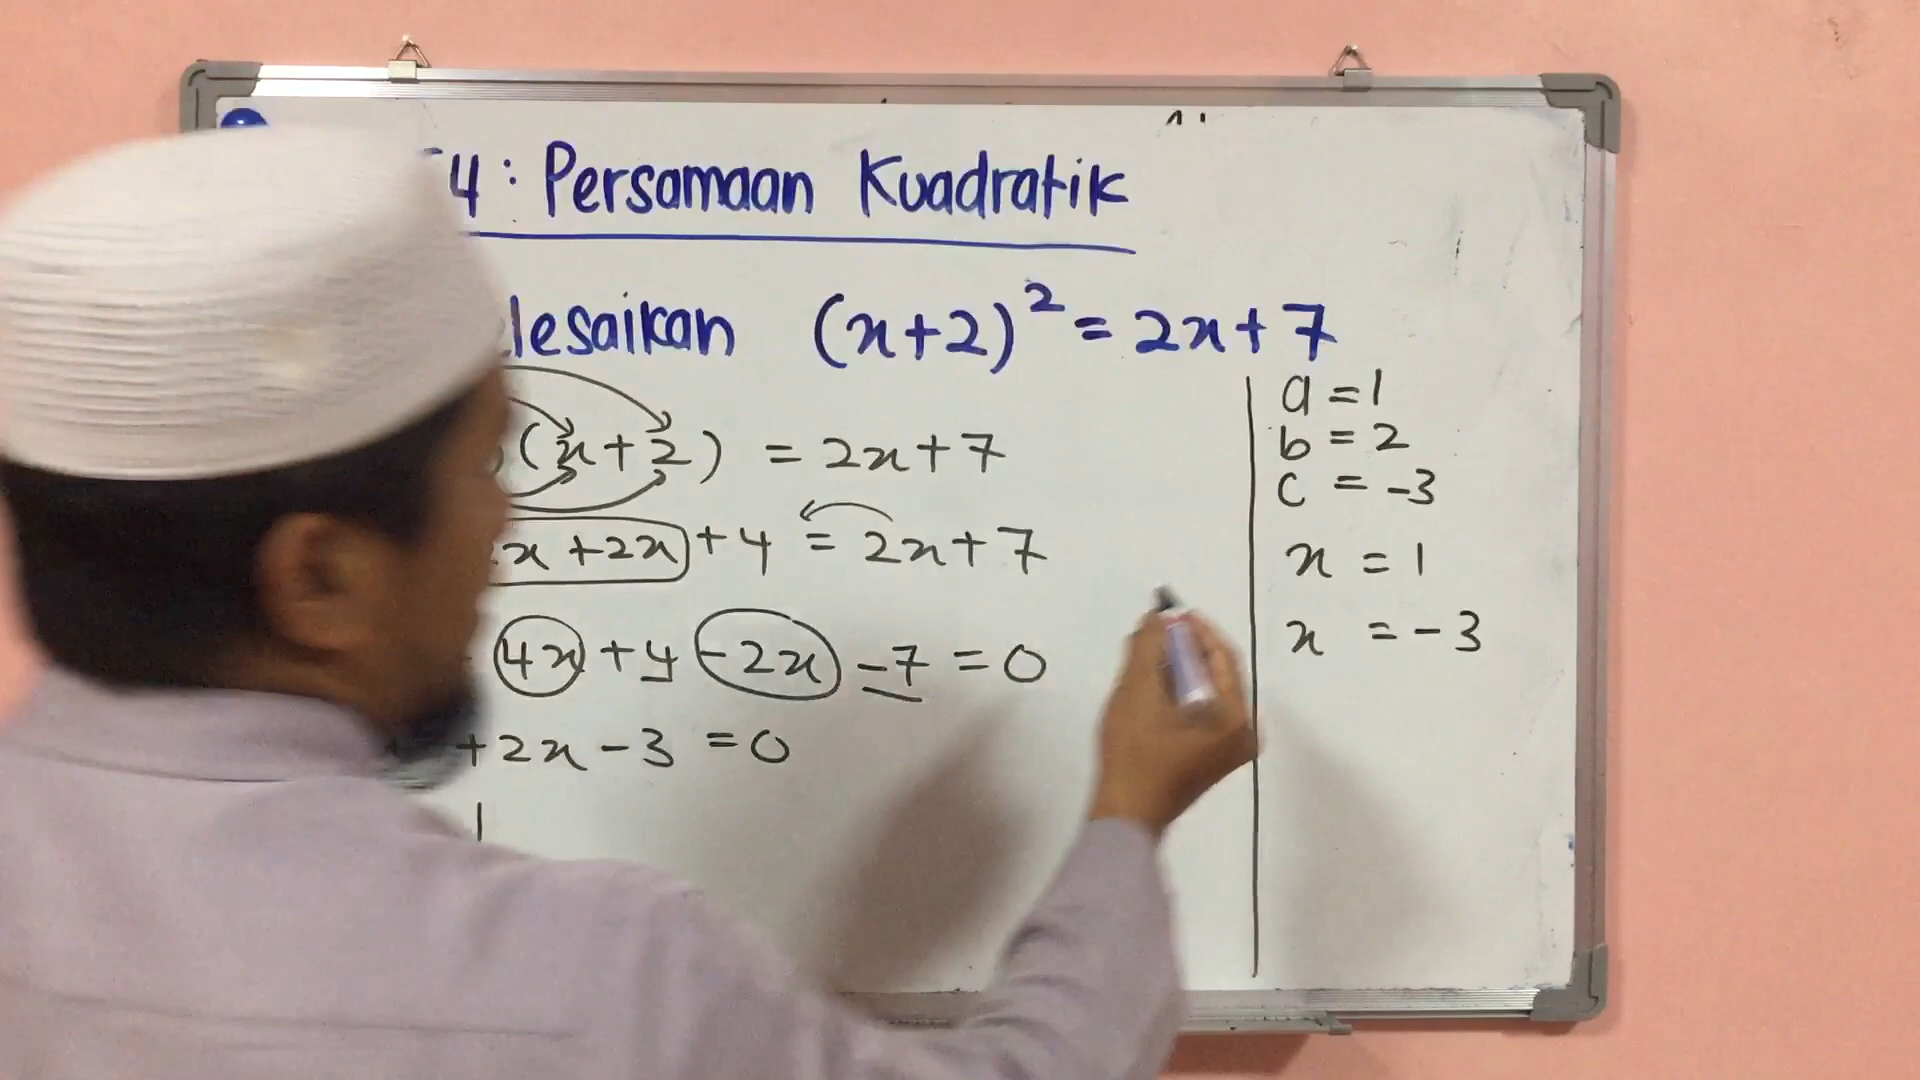 4: Persamaan Kuadratik
lesaikan (x+2)² = 2x+7
(x+2) = 2x+7
x+2x +4 = 2x+7
4x +4 -2x -7 = 0
+2x-3 = 0
1
a = 1
b = 2
c = -3
x = 1
x = -3